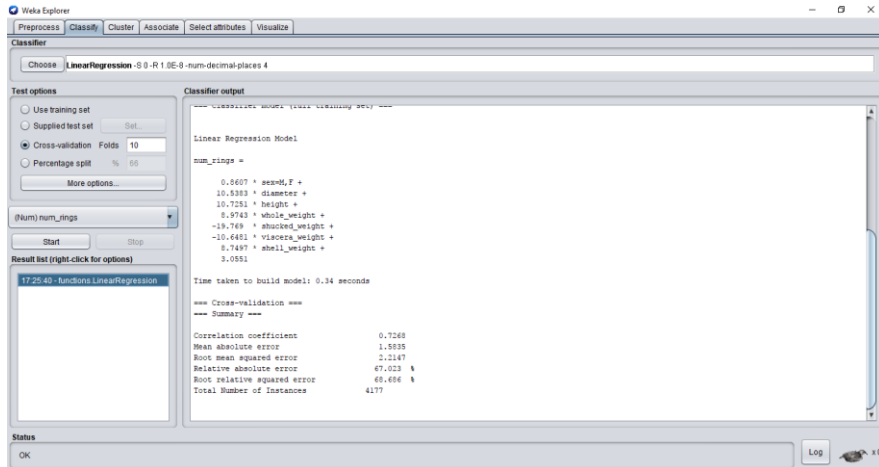 Weka Explorer
Preprocess Classify Cluster Associate Select attributes Visualize
Classifier
Choose LinearRegression -S 0 -R 1.0E-8 -num-decimal-places 4
Test options
Use training set
Supplied test set Set...
Cross-validation Folds 10
Percentage split % 66
More options...
(Num) num_rings
Start Stop
Result list (right-click for options)
17:25:40 - functions.LinearRegression
Classifier output
=== Classifier model (full training set) ===
Linear Regression Model
num_rings =
0.8607 * sex=M,F +
10.5383 * diameter +
10.7251 * height +
8.9743 * whole_weight +
-19.769 * shucked_weight +
-10.6481 * viscera_weight +
8.7497 * shell_weight +
3.0551
Time taken to build model: 0.34 seconds
=== Cross-validation ===
=== Summary ===
Correlation coefficient 0.7268
Mean absolute error 1.5835
Root mean squared error 2.2147
Relative absolute error 67.023 %
Root relative squared error 68.686 %
Total Number of Instances 4177
Status
OK
Log